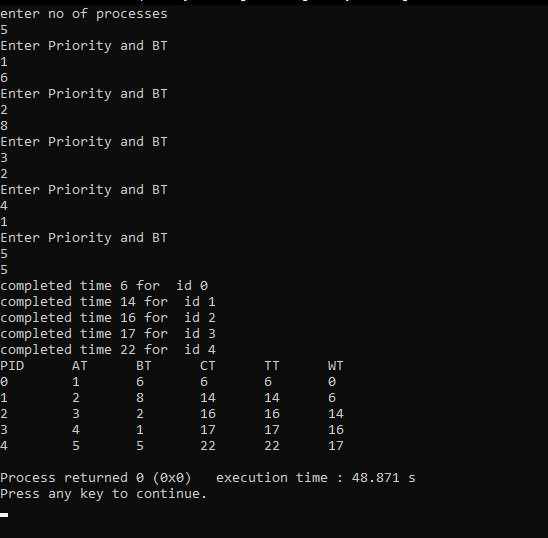 enter no of processes
5
Enter Priority and BT
1
6
Enter Priority and BT
2
8
Enter Priority and BT
3
2
Enter Priority and BT
4
1
Enter Priority and BT
5
5
completed time 6 for  id 0
completed time 14 for  id 1
completed time 16 for  id 2
completed time 17 for  id 3
completed time 22 for  id 4
PID      AT      BT      CT      TT      WT
0        1       6       6       6       0
1        2       8       14      14      6
2        3       2       16      16      14
3        4       1       17      17      16
4        5       5       22      22      17
Process returned 0 (0x0)   execution time : 48.871 s
Press any key to continue.